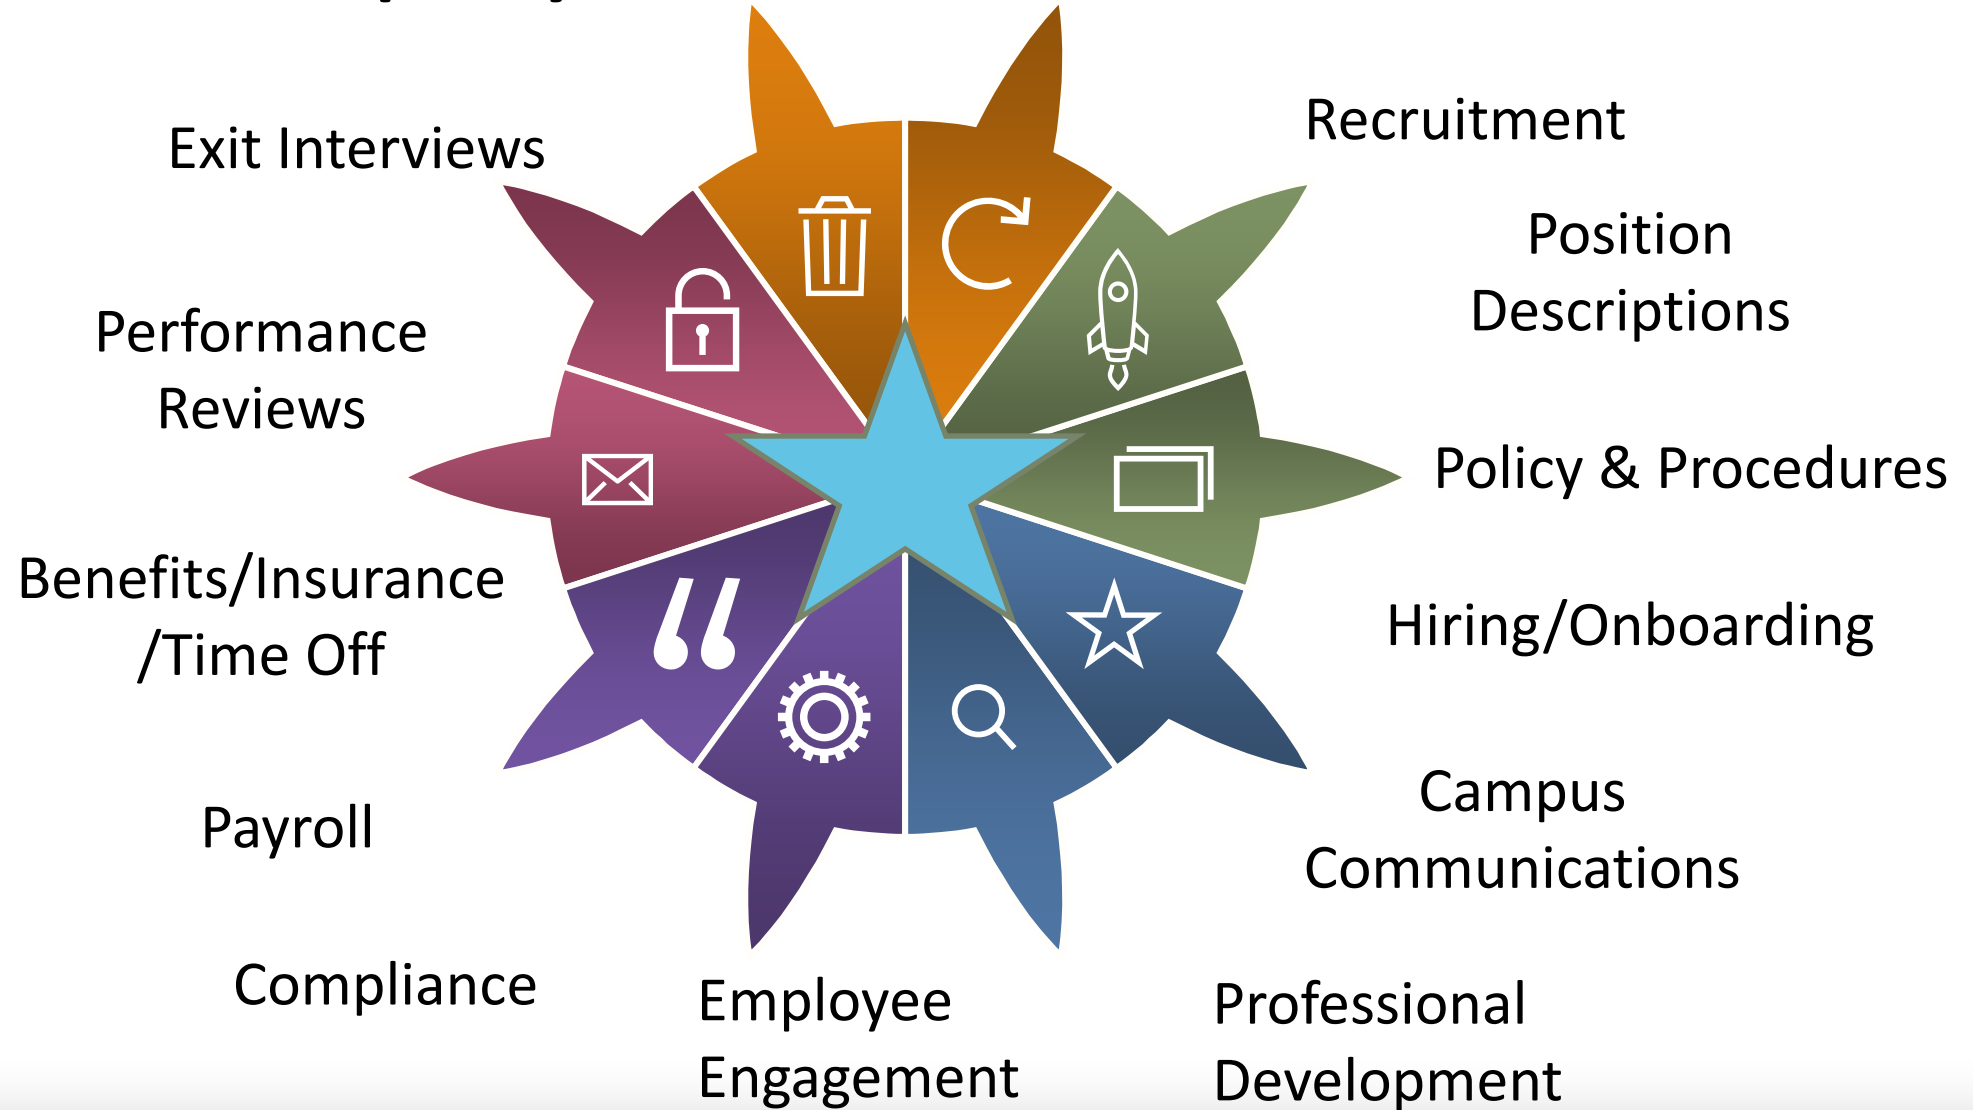 Recruitment
Position
Descriptions
Policy & Procedures
Hiring/Onboarding
Campus
Communications
Professional
Development
Employee
Engagement
Compliance
Payroll
Benefits/Insurance
/Time Off
Performance
Reviews
Exit Interviews